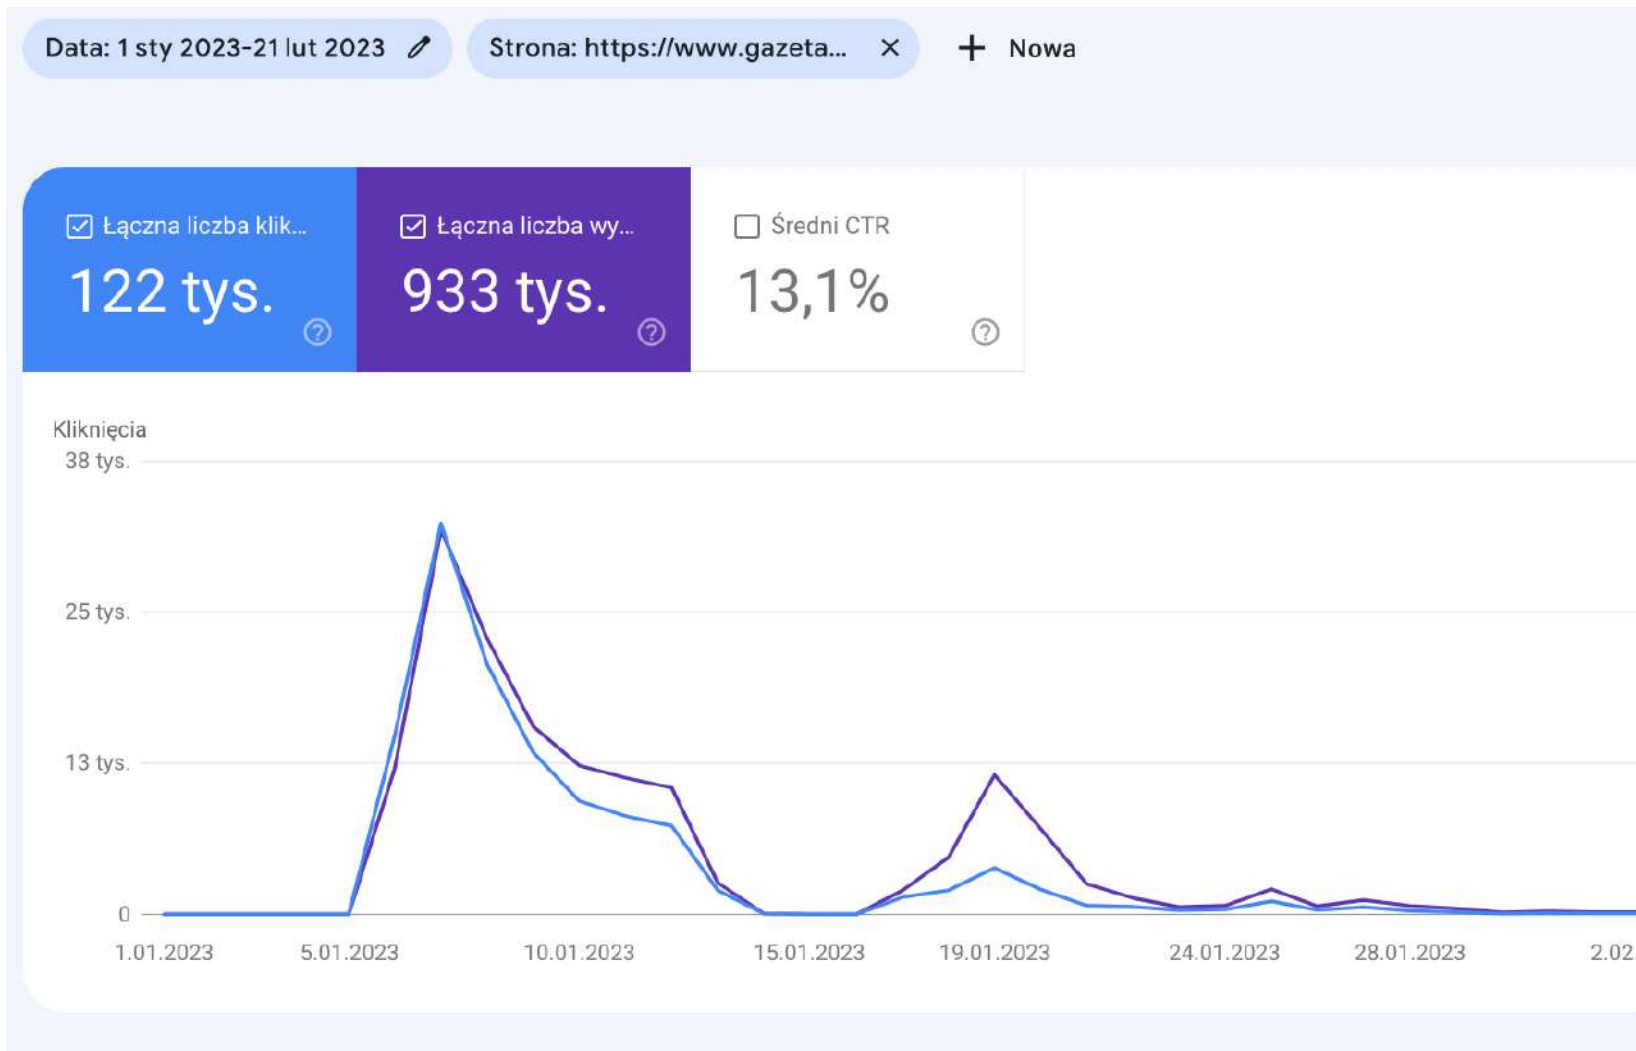 Data: 1 sty 2023-21 lut 2023 Strona: https://www.gazeta... Nowa
Łączna liczba klik... Łączna liczba wy... Średni CTR
122 tys. 933 tys. 13,1%
Kliknięcia
38 tys.
25 tys.
13 tys.
0
1.01.2023 5.01.2023 10.01.2023 15.01.2023 19.01.2023 24.01.2023 28.01.2023 2.02.